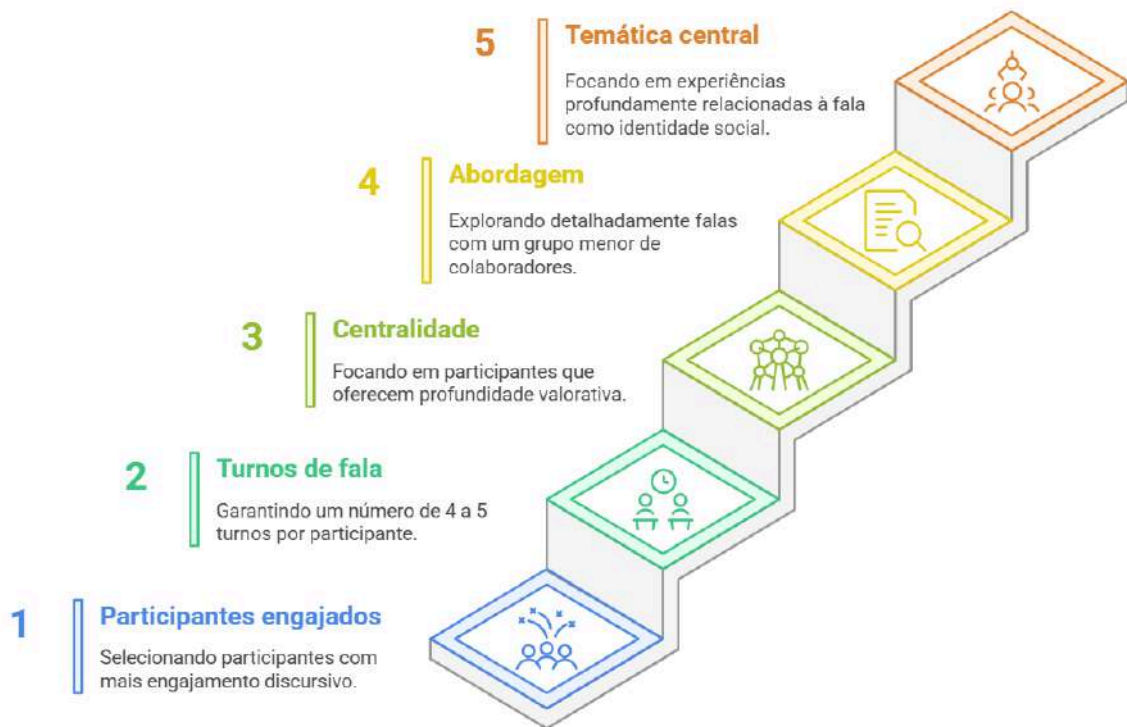 5
Temática central
Focando em experiências
profundamente relacionadas à fala
como identidade social.
4
Abordagem
Explorando detalhadamente falas
com um grupo menor de
colaboradores.
3
Centralidade
Focando em participantes que
oferecem profundidade valorativa.
2
Turnos de fala
Garantindo um número de 4 a 5
turnos por participante.
1
Participantes engajados
Selecionando participantes com
mais engajamento discursivo.